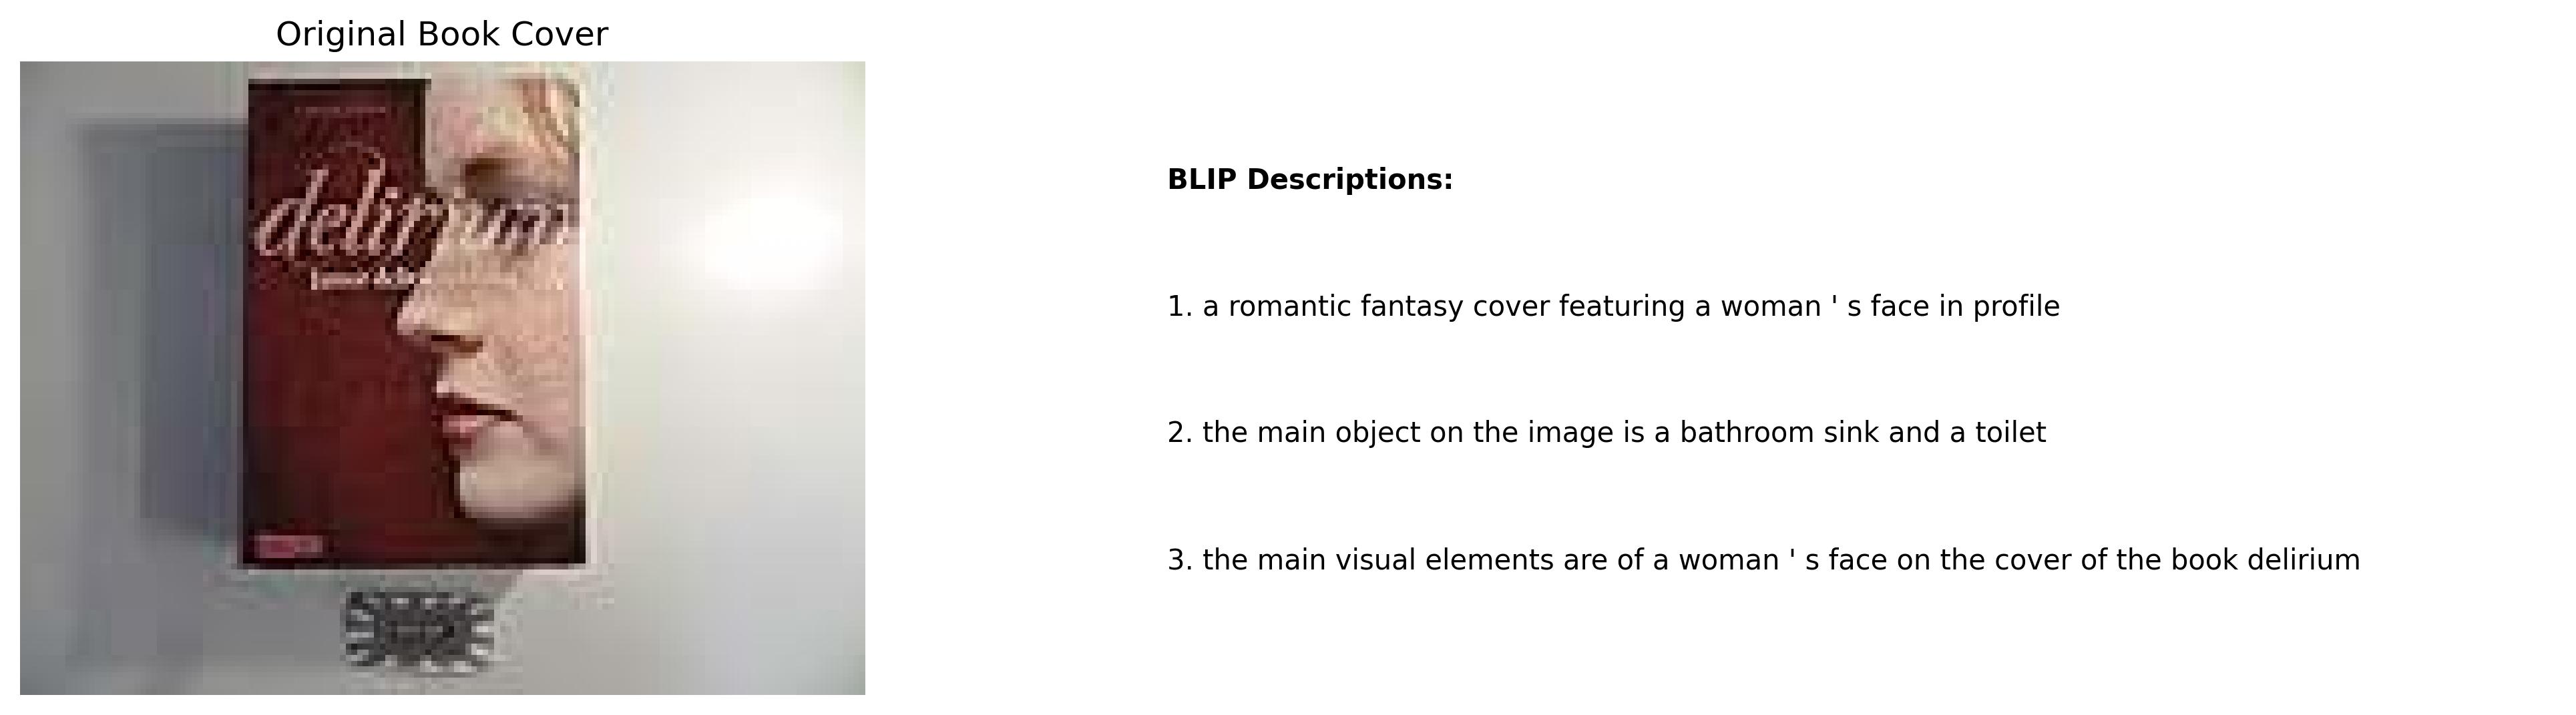 Original Book Cover
delirium
BLIP Descriptions:
1. a romantic fantasy cover featuring a woman ' s face in profile
2. the main object on the image is a bathroom sink and a toilet
3. the main visual elements are of a woman ' s face on the cover of the book delirium